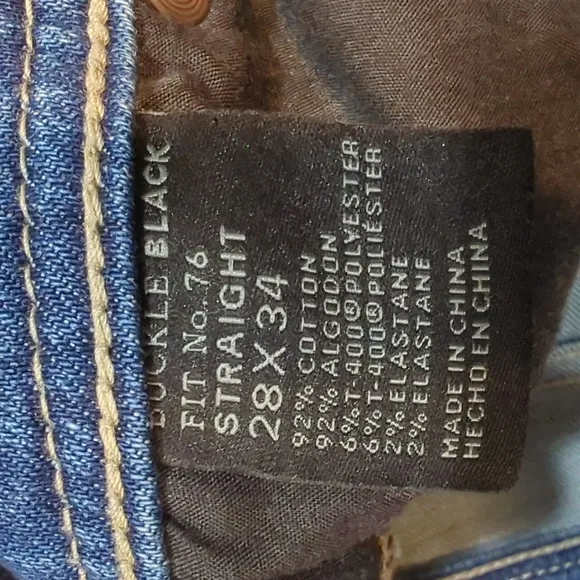 BUCKLE BLACK
FIT No. 76
STRAIGHT
28 X 34
92% COTTON
92% ALGODON
6% T-400® POLYESTER
6% T-400® POLIESTER
2% ELASTANE
2% ELASTANE
MADE IN CHINA
HECHO EN CHINA